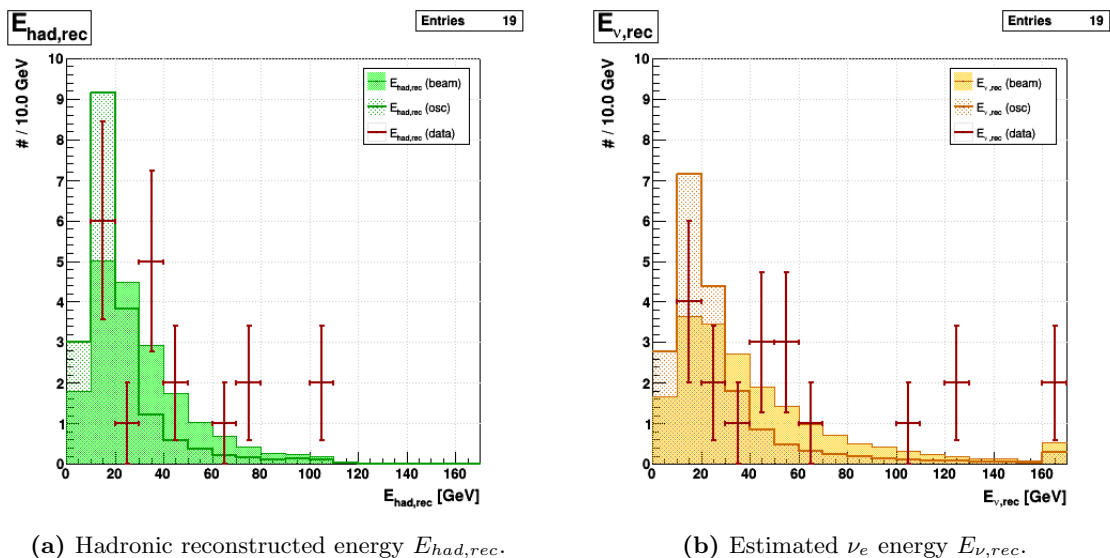 E_had,rec
Entries 19
# / 10.0 GeV
10
9
8
7
6
5
4
3
2
1
0
E_had,rec (beam)
E_had,rec (osc)
E_had,rec (data)
0 20 40 60 80 100 120 140 160
E_had,rec [GeV]
(a) Hadronic reconstructed energy E_had,rec.
E_ν,rec
Entries 19
# / 10.0 GeV
10
9
8
7
6
5
4
3
2
1
0
E_ν,rec (beam)
E_ν,rec (osc)
E_ν,rec (data)
0 20 40 60 80 100 120 140 160
E_ν,rec [GeV]
(b) Estimated ν_e energy E_ν,rec.